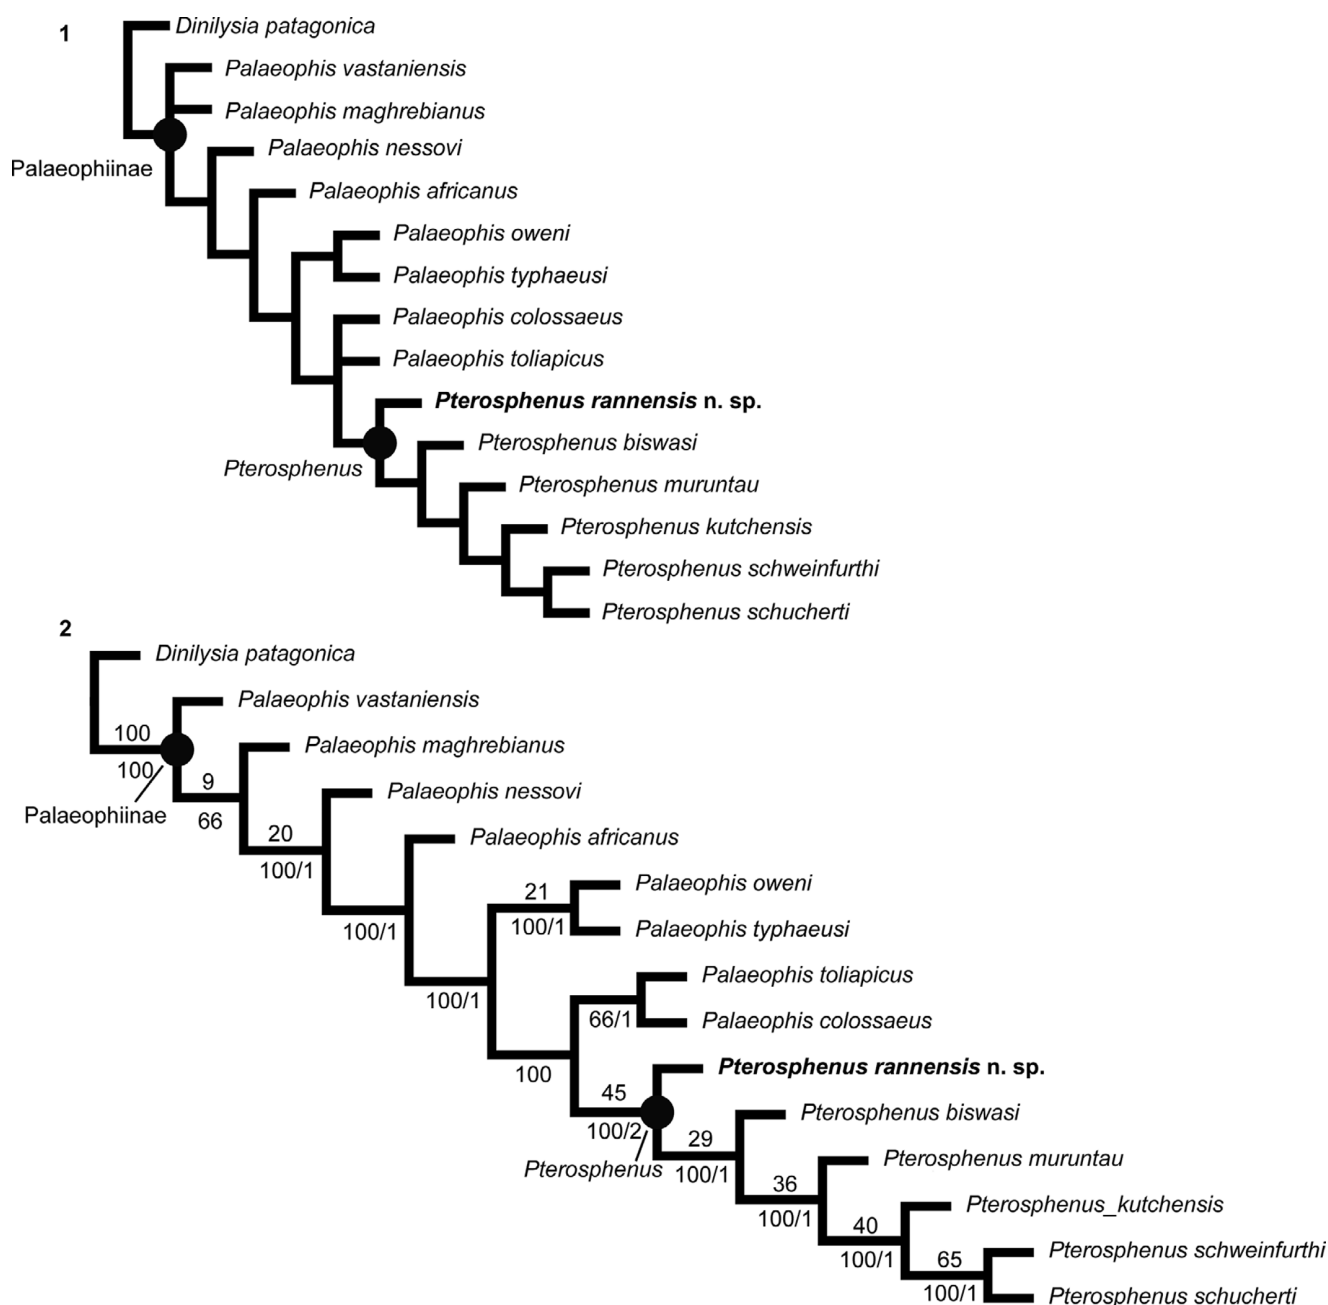 1
Dinilysia patagonica
Palaeophis vastaniensis
Palaeophis maghrebianus
Palaeophis nessovi
Palaeophiinae
Palaeophis africanus
Palaeophis oweni
Palaeophis typhaeusi
Palaeophis colossaeus
Palaeophis toliapicus
Pterosphenus rannensis n. sp.
Pterosphenus biswasi
Pterosphenus
Pterosphenus muruntau
Pterosphenus kutchensis
Pterosphenus schweinfurthi
Pterosphenus schucherti
2
Dinilysia patagonica
Palaeophis vastaniensis
100
Palaeophis maghrebianus
100
9
Palaeophis nessovi
Palaeophiinae
66
20
Palaeophis africanus
100/1
Palaeophis oweni
21
100/1
Palaeophis typhaeusi
100/1
Palaeophis toliapicus
100/1
66/1
Palaeophis colossaeus
100
Pterosphenus rannensis n. sp.
45
Pterosphenus biswasi
100/2
29
Pterosphenus muruntau
Pterosphenus
100/1
36
Pterosphenus_kutchensis
100/1
40
Pterosphenus schweinfurthi
100/1
65
100/1
Pterosphenus schucherti